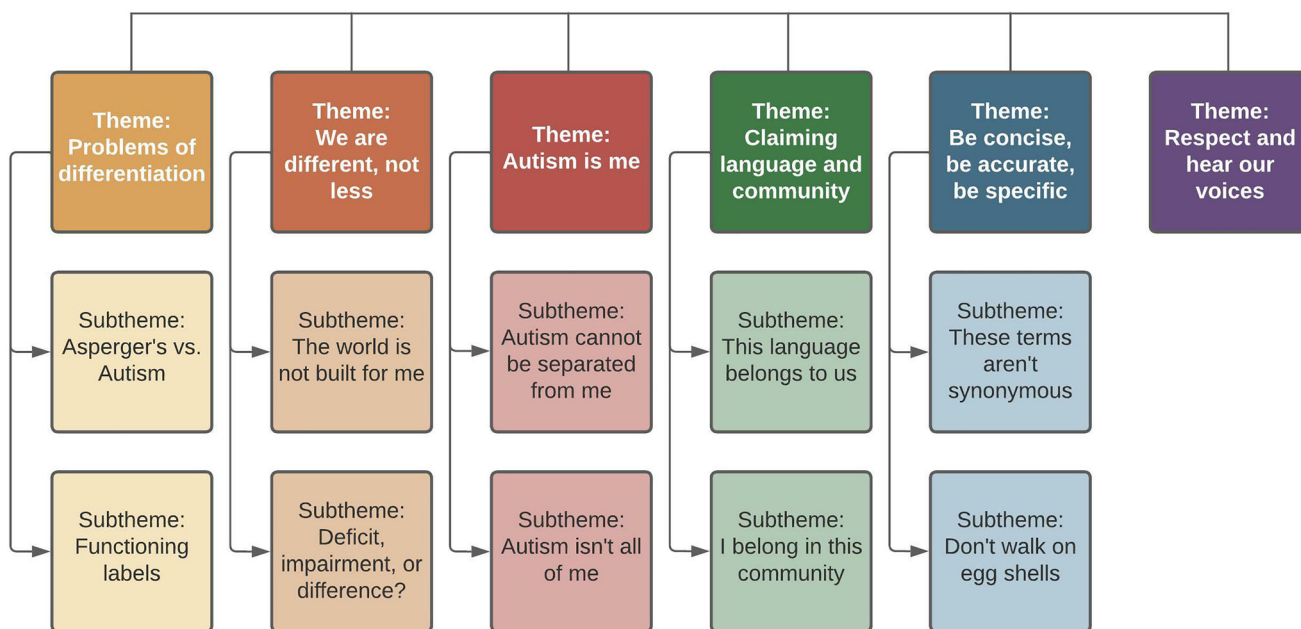 Theme:
Problems of
differentiation
Theme:
We are
different, not
less
Theme:
Autism is me
Theme:
Claiming
language and
community
Theme:
Be concise,
be accurate,
be specific
Theme:
Respect and
hear our
voices
Subtheme:
Asperger's vs.
Autism
Subtheme:
The world is
not built for me
Subtheme:
Autism cannot
be separated
from me
Subtheme:
This language
belongs to us
Subtheme:
These terms
aren't
synonymous
Subtheme:
Functioning
labels
Subtheme:
Deficit,
impairment, or
difference?
Subtheme:
Autism isn't all
of me
Subtheme:
I belong in this
community
Subtheme:
Don't walk on
egg shells